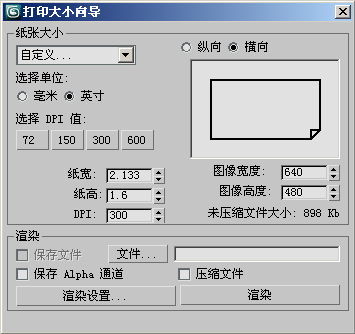 打印大小向导
纸张大小
自定义...
纵向 横向
选择单位:
毫米 英寸
选择 DPI 值:
72 150 300 600
纸宽: 2.133
图像宽度: 640
纸高: 1.6
图像高度: 480
DPI: 300
未压缩文件大小: 898 Kb
渲染
保存文件 文件...
保存 Alpha 通道 压缩文件
渲染设置... 渲染